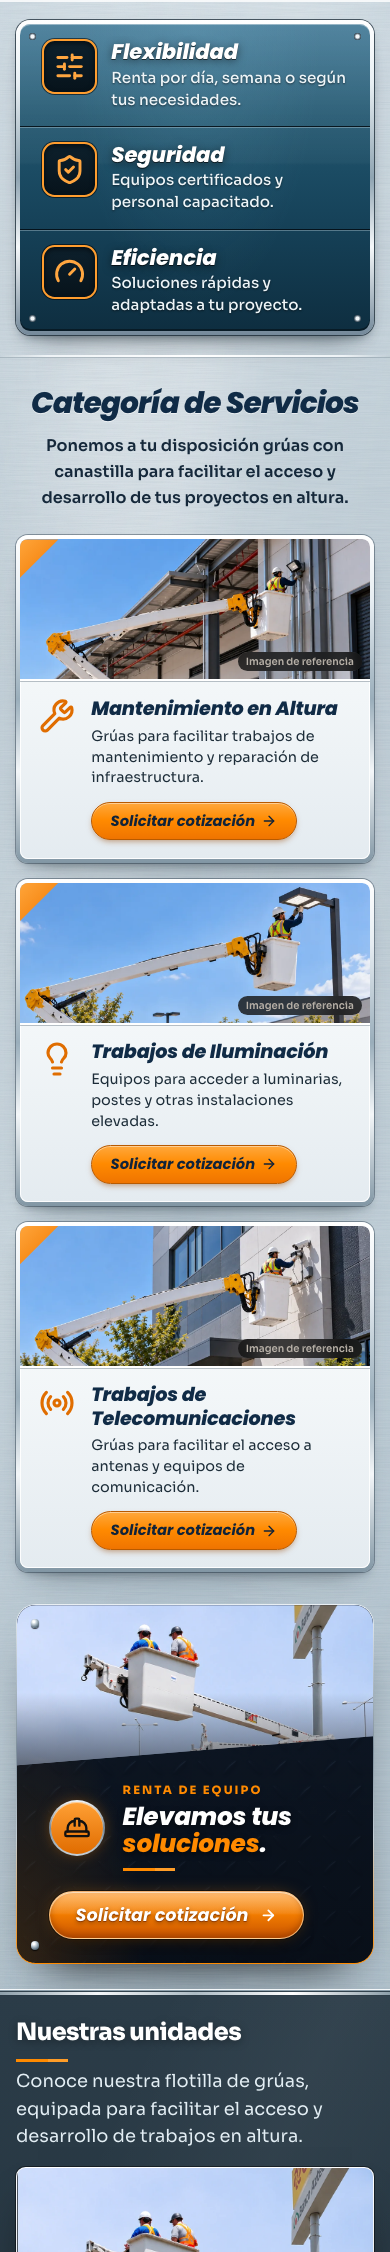 Flexibilidad
Renta por día, semana o según
tus necesidades.
Seguridad
Equipos certificados y
personal capacitado.
Eficiencia
Soluciones rápidas y
adaptadas a tu proyecto.
Categoría de Servicios
Ponemos a tu disposición grúas con
canastilla para facilitar el acceso y
desarrollo de tus proyectos en altura.
Imagen de referencia
Mantenimiento en Altura
Grúas para facilitar trabajos de
mantenimiento y reparación de
infraestructura.
Solicitar cotización →
Imagen de referencia
Trabajos de Iluminación
Equipos para acceder a luminarias,
postes y otras instalaciones
elevadas.
Solicitar cotización →
Imagen de referencia
Trabajos de
Telecomunicaciones
Grúas para facilitar el acceso a
antenas y equipos de
comunicación.
Solicitar cotización →
RENTA DE EQUIPO
Elevamos tus
soluciones.
Solicitar cotización →
Nuestras unidades
Conoce nuestra flotilla de grúas,
equipada para facilitar el acceso y
desarrollo de trabajos en altura.